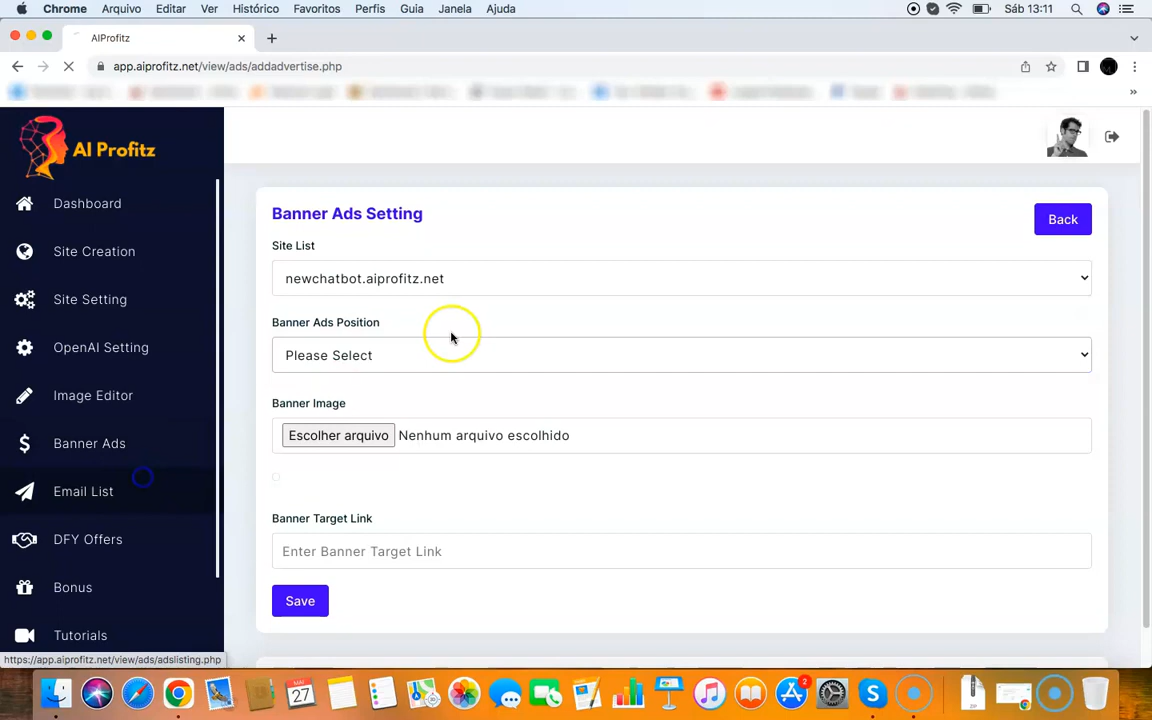 Chrome Arquivo Editar Ver Histórico Favoritos Perfis Guia Janela Ajuda Sáb 13:11
AIProfitz
app.aiprofitz.net/view/ads/addadvertise.php
AI Profitz
Dashboard
Site Creation
Site Setting
OpenAI Setting
Image Editor
Banner Ads
Email List
DFY Offers
Bonus
Tutorials
Banner Ads Setting
Back
Site List
newchatbot.aiprofitz.net
Banner Ads Position
Please Select
Banner Image
Escolher arquivo Nenhum arquivo escolhido
Banner Target Link
Enter Banner Target Link
Save
https://app.aiprofitz.net/view/ads/adslisting.php
27
2